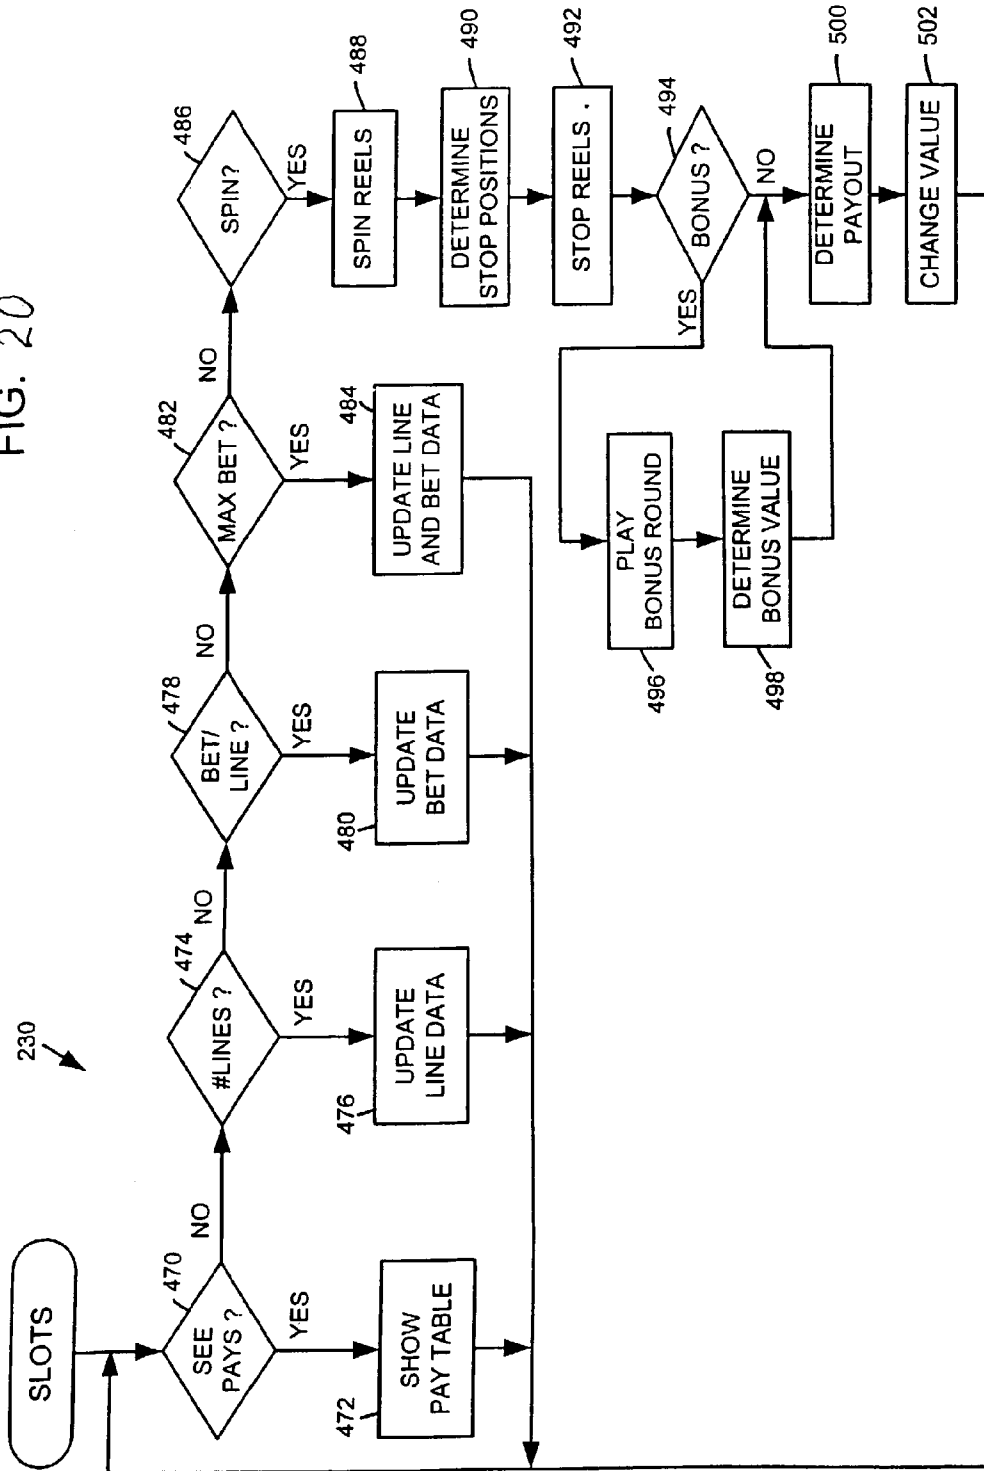 FIG. 20
230
SLOTS
470
SEE
PAYS ?
NO
YES
472
SHOW
PAY TABLE
474
#LINES ?
NO
YES
476
UPDATE
LINE DATA
478
BET/
LINE ?
NO
YES
480
UPDATE
BET DATA
482
MAX BET ?
NO
YES
484
UPDATE LINE
AND BET DATA
486
SPIN?
YES
488
SPIN REELS
490
DETERMINE
STOP POSITIONS
492
STOP REELS .
494
BONUS ?
YES
NO
496
PLAY
BONUS ROUND
498
DETERMINE
BONUS VALUE
500
DETERMINE
PAYOUT
502
CHANGE VALUE